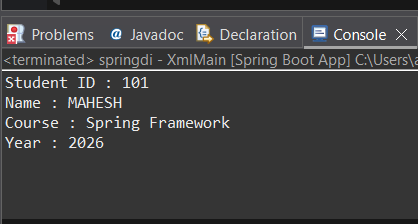 Problems @ Javadoc Declaration Console ×
<terminated> springdi - XmlMain [Spring Boot App] C:\Users\a
Student ID : 101
Name : MAHESH
Course : Spring Framework
Year : 2026